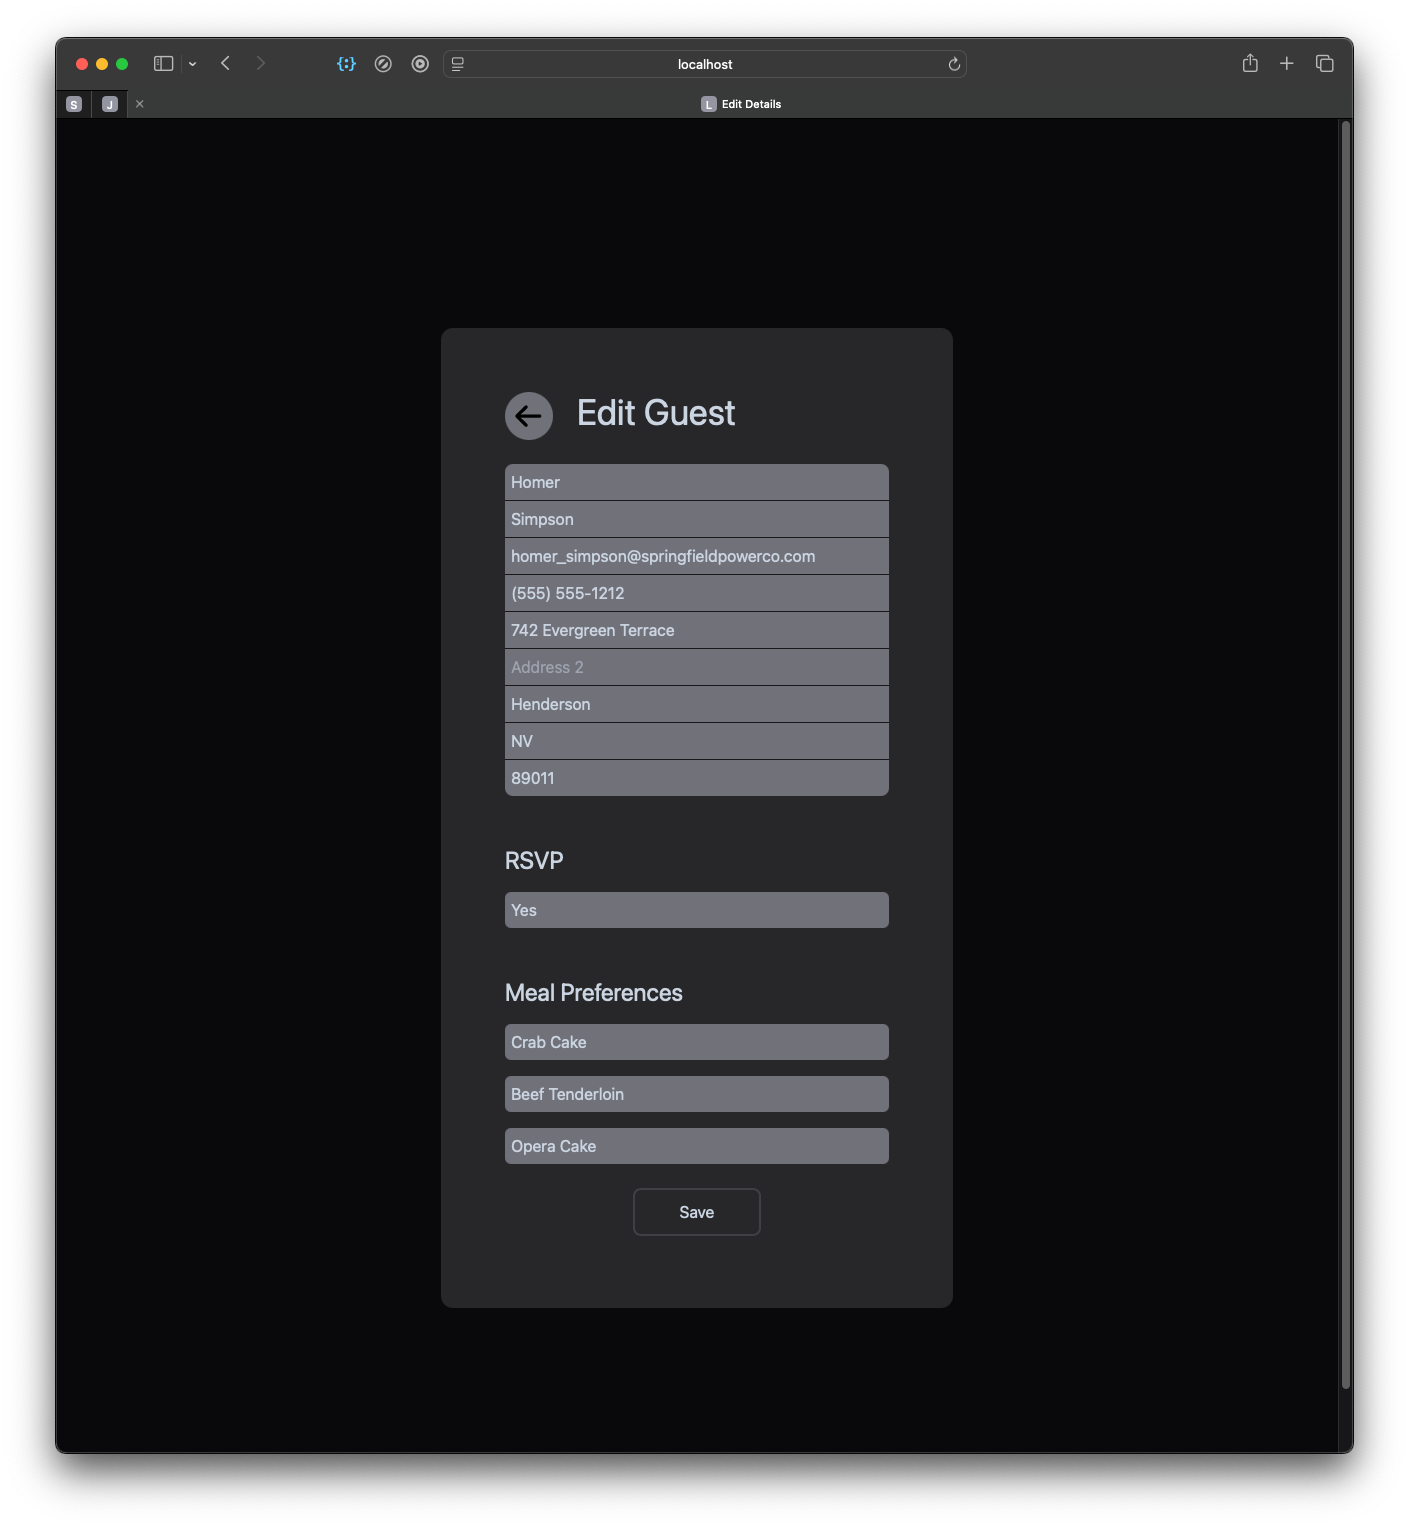 localhost
S
J
L Edit Details
Edit Guest
Homer
Simpson
homer_simpson@springfieldpowerco.com
(555) 555-1212
742 Evergreen Terrace
Address 2
Henderson
NV
89011
RSVP
Yes
Meal Preferences
Crab Cake
Beef Tenderloin
Opera Cake
Save